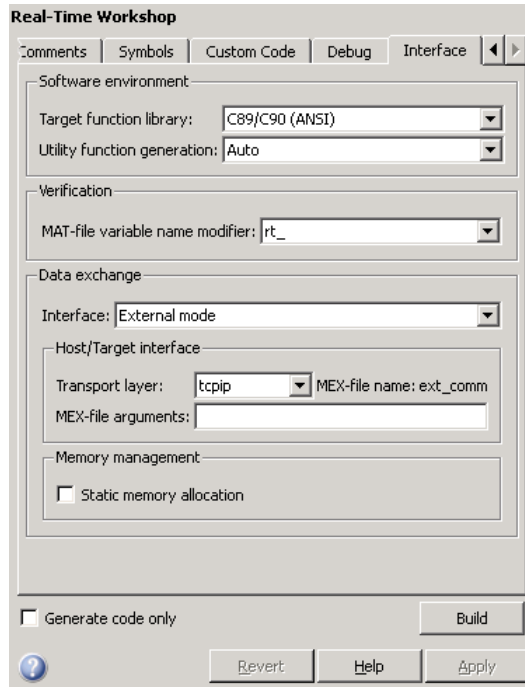 Real-Time Workshop
Comments Symbols Custom Code Debug Interface
Software environment
Target function library: C89/C90 (ANSI)
Utility function generation: Auto
Verification
MAT-file variable name modifier: rt_
Data exchange
Interface: External mode
Host/Target interface
Transport layer: tcpip MEX-file name: ext_comm
MEX-file arguments:
Memory management
Static memory allocation
Generate code only Build
? Revert Help Apply